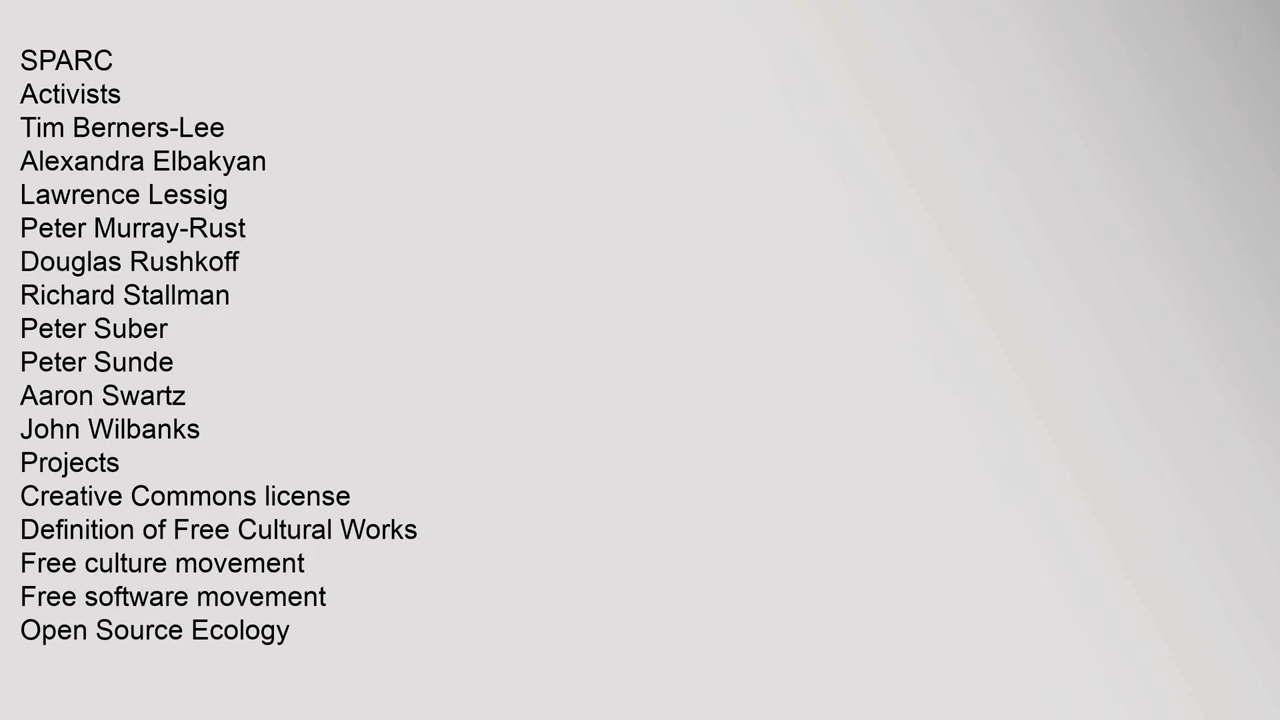 SPARC
Activists
Tim Berners-Lee
Alexandra Elbakyan
Lawrence Lessig
Peter Murray-Rust
Douglas Rushkoff
Richard Stallman
Peter Suber
Peter Sunde
Aaron Swartz
John Wilbanks
Projects
Creative Commons license
Definition of Free Cultural Works
Free culture movement
Free software movement
Open Source Ecology